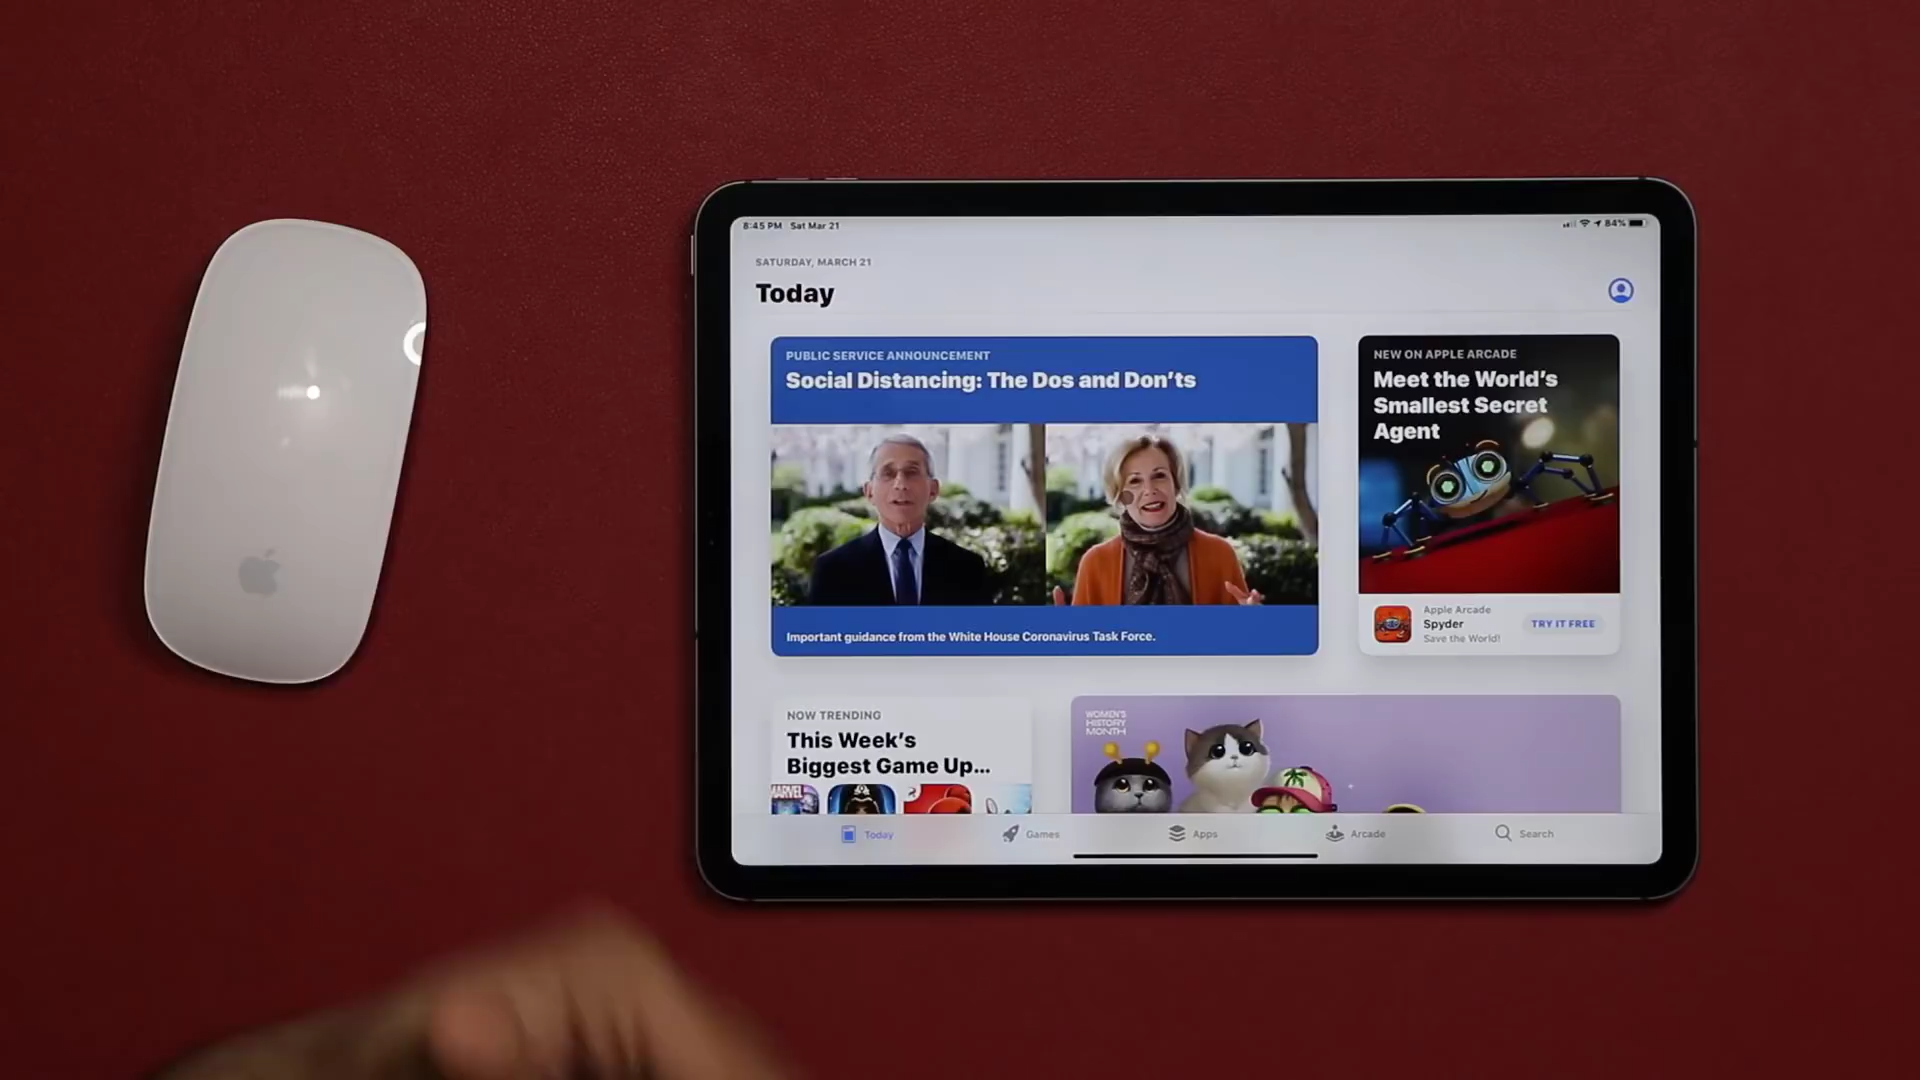 8:45 PM Sat Mar 21
84%
SATURDAY, MARCH 21
Today
PUBLIC SERVICE ANNOUNCEMENT
Social Distancing: The Dos and Don'ts
Important guidance from the White House Coronavirus Task Force.
NEW ON APPLE ARCADE
Meet the World's
Smallest Secret
Agent
Apple Arcade
Spyder
Save the World!
TRY IT FREE
NOW TRENDING
This Week's
Biggest Game Up...
MARVEL
WOMEN'S
HISTORY
MONTH
Today
Games
Apps
Arcade
Search